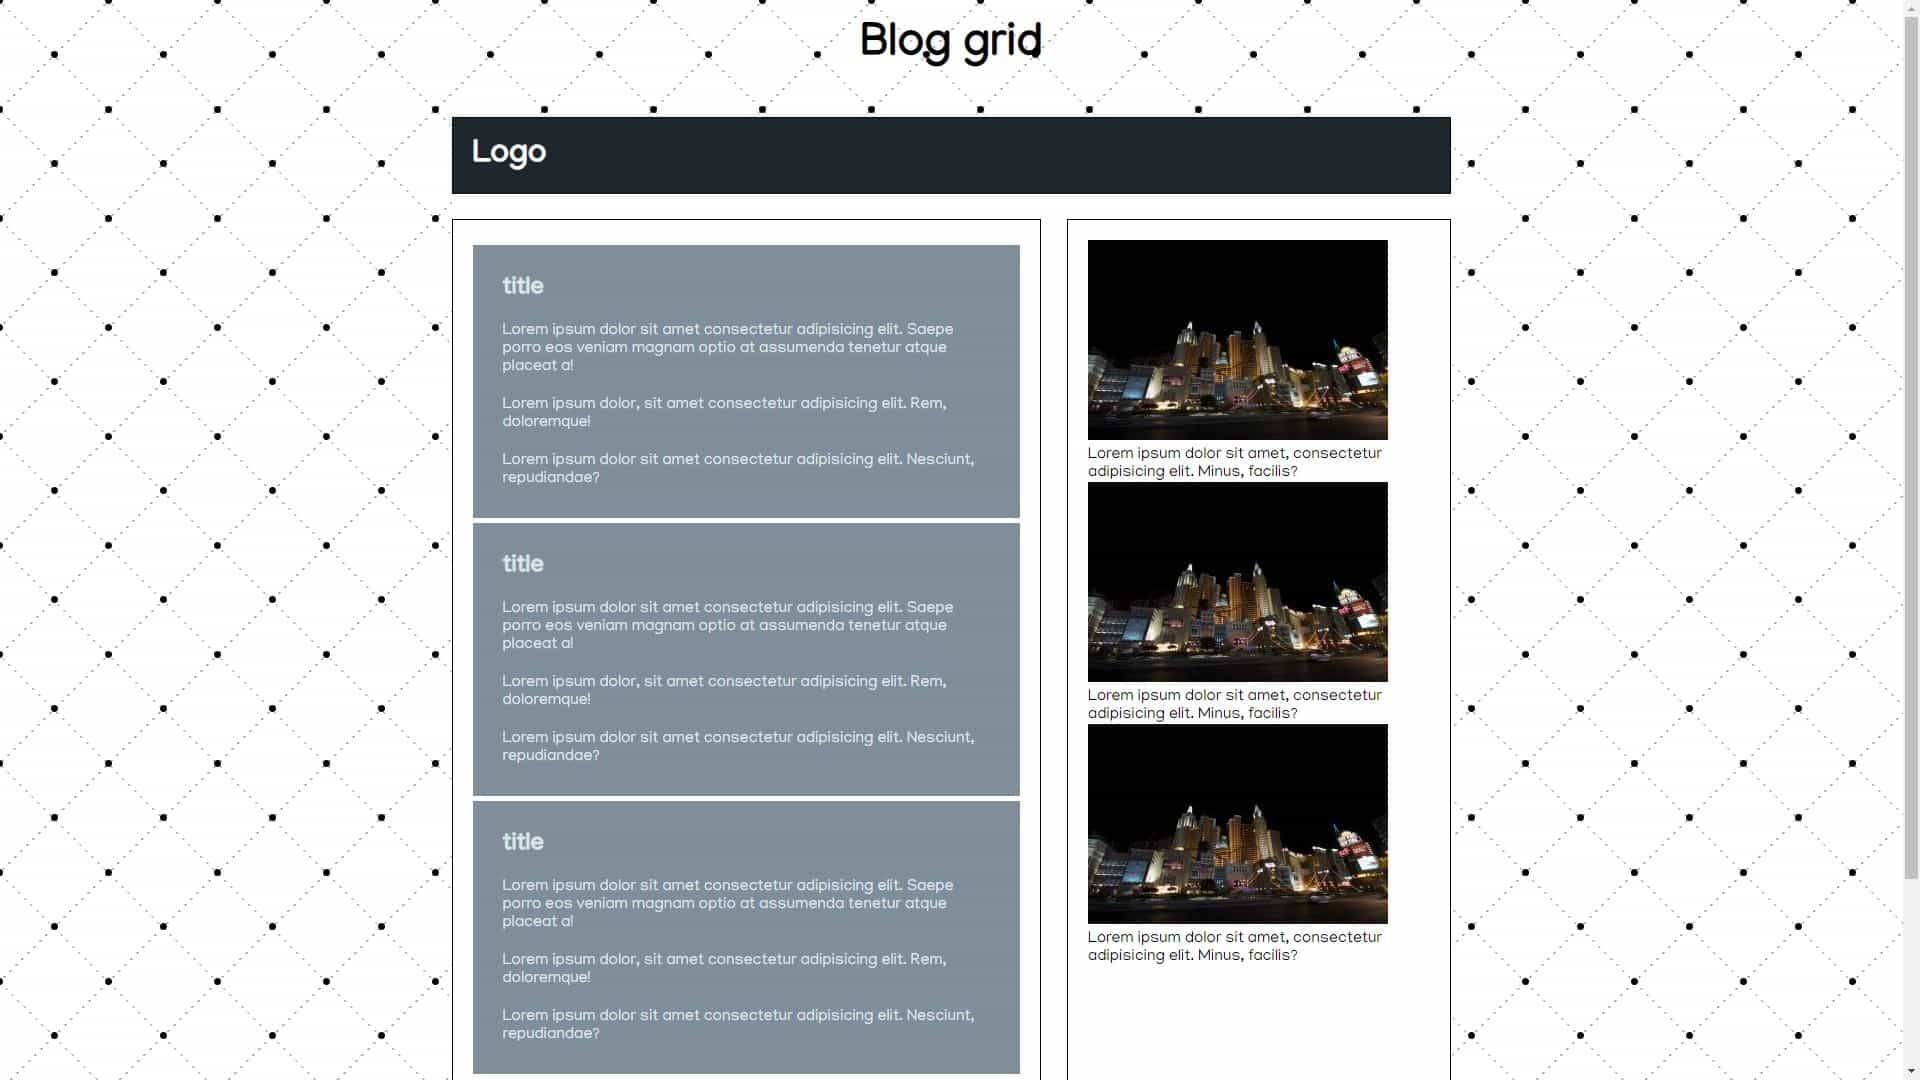 Blog grid
Logo
title
Lorem ipsum dolor sit amet consectetur adipisicing elit. Saepe
porro eos veniam magnam optio at assumenda tenetur atque
placeat a!
Lorem ipsum dolor, sit amet consectetur adipisicing elit. Rem,
doloremque!
Lorem ipsum dolor sit amet consectetur adipisicing elit. Nesciunt,
repudiandae?
title
Lorem ipsum dolor sit amet consectetur adipisicing elit. Saepe
porro eos veniam magnam optio at assumenda tenetur atque
placeat a!
Lorem ipsum dolor, sit amet consectetur adipisicing elit. Rem,
doloremque!
Lorem ipsum dolor sit amet consectetur adipisicing elit. Nesciunt,
repudiandae?
title
Lorem ipsum dolor sit amet consectetur adipisicing elit. Saepe
porro eos veniam magnam optio at assumenda tenetur atque
placeat a!
Lorem ipsum dolor, sit amet consectetur adipisicing elit. Rem,
doloremque!
Lorem ipsum dolor sit amet consectetur adipisicing elit. Nesciunt,
repudiandae?
Lorem ipsum dolor sit amet, consectetur
adipisicing elit. Minus, facilis?
Lorem ipsum dolor sit amet, consectetur
adipisicing elit. Minus, facilis?
Lorem ipsum dolor sit amet, consectetur
adipisicing elit. Minus, facilis?